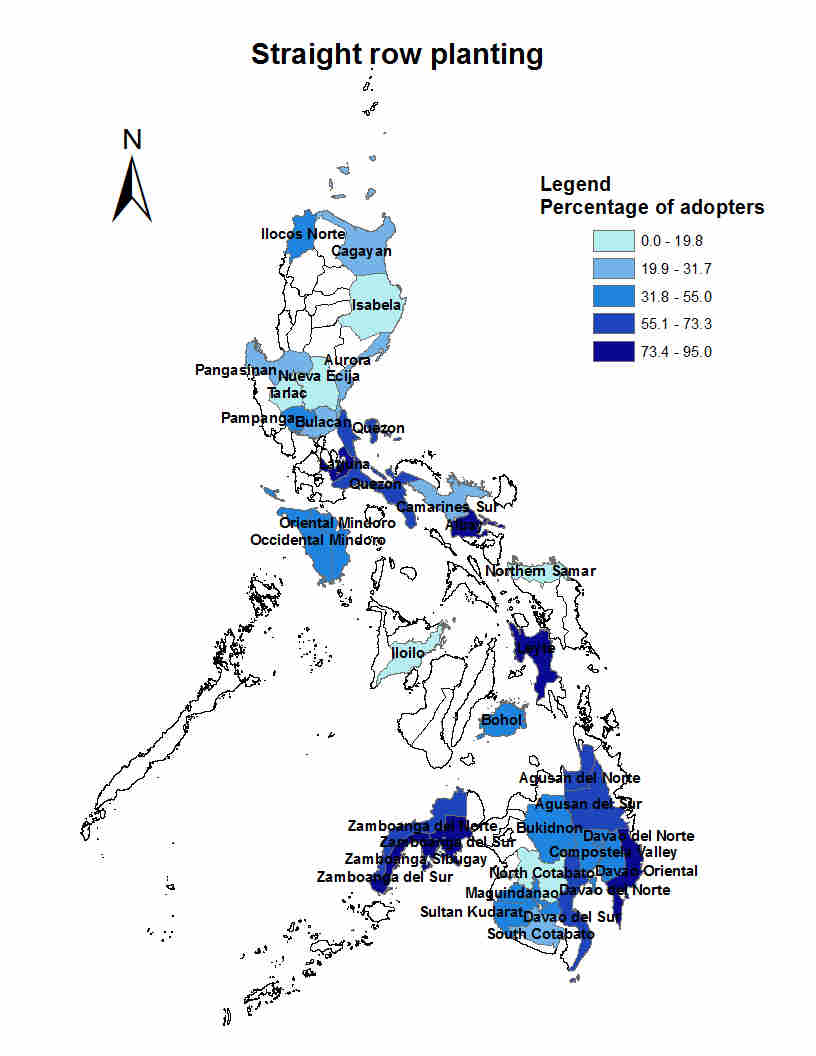 Straight row planting
N
Legend
Percentage of adopters
0.0 - 19.8
19.9 - 31.7
31.8 - 55.0
55.1 - 73.3
73.4 - 95.0
Ilocos Norte
Cagayan
Isabela
Aurora
Pangasinan
Nueva Ecija
Tarlac
Pampanga
Bulacan
Quezon
Laguna
Quezon
Camarines Sur
Albay
Oriental Mindoro
Occidental Mindoro
Northern Samar
Iloilo
Leyte
Bohol
Agusan del Norte
Agusan del Sur
Zamboanga del Norte
Bukidnon
Davao del Norte
Zamboanga del Sur
Compostela Valley
Zamboanga Sibugay
North Cotabato
Davao Oriental
Zamboanga del Sur
Maguindanao
Davao del Norte
Sultan Kudarat
Davao del Sur
South Cotabato